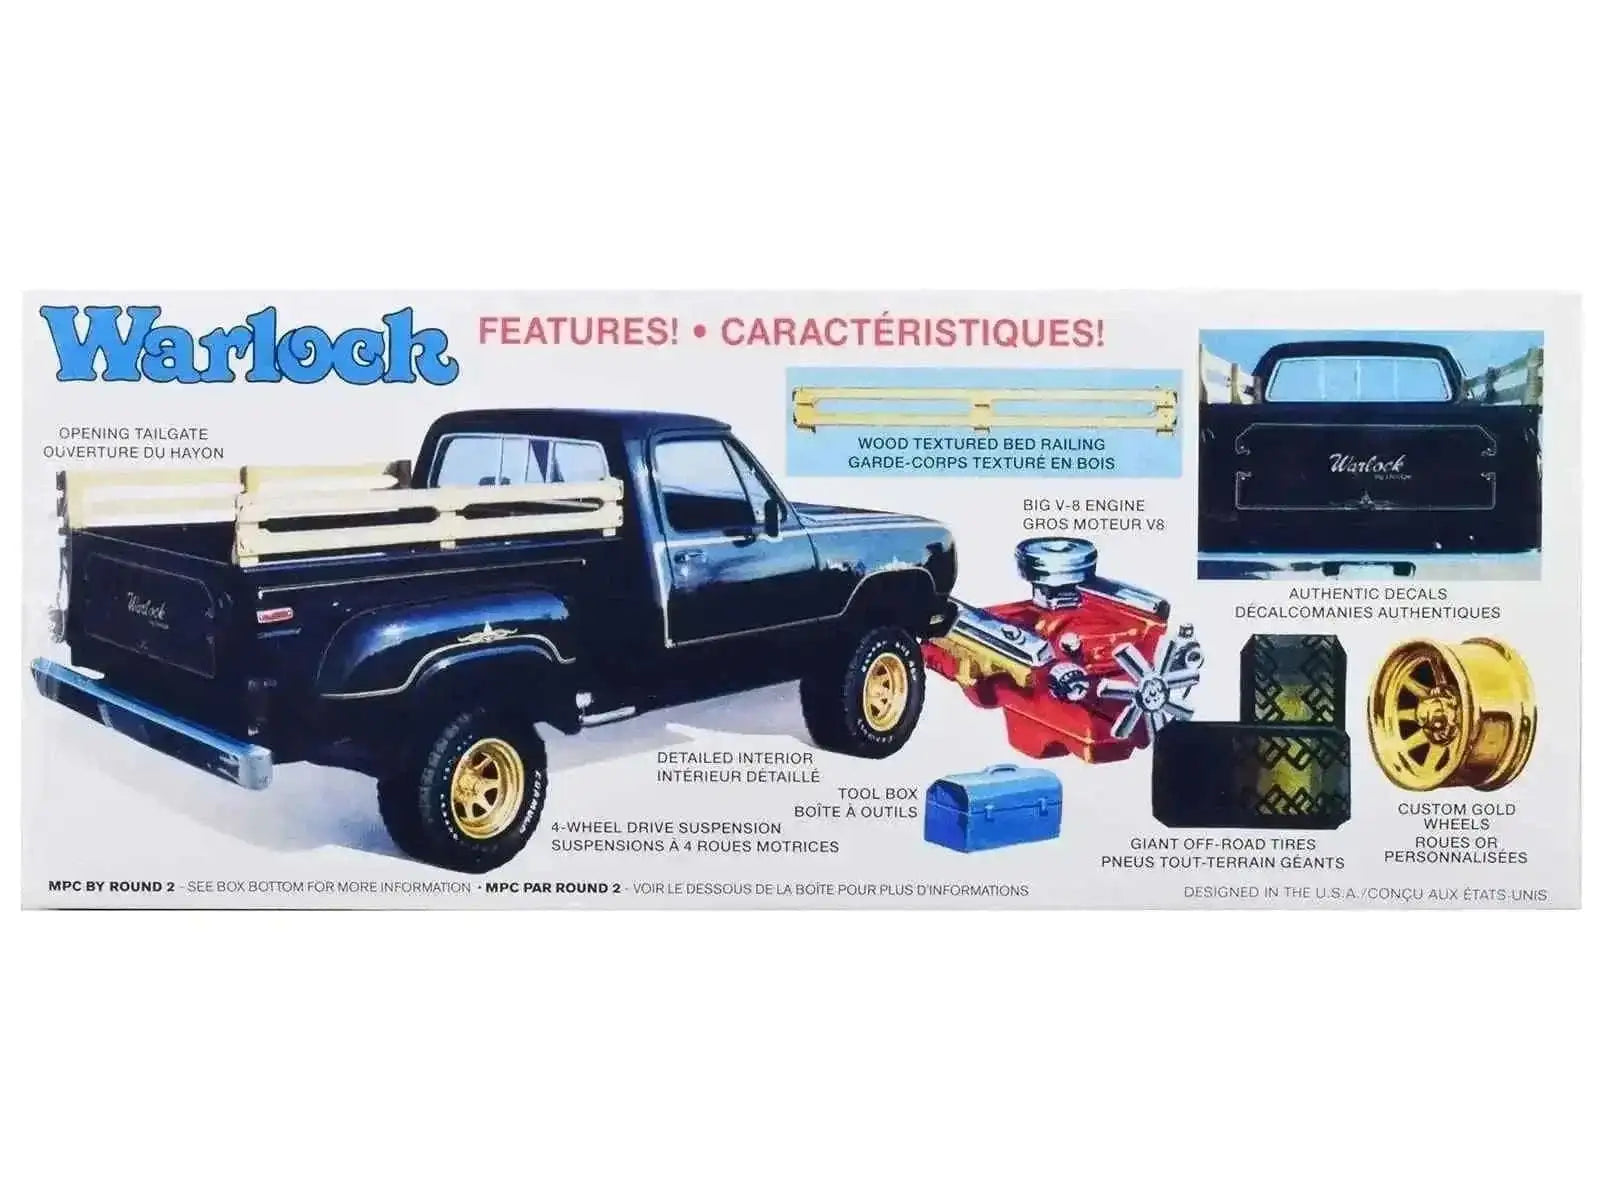 Warlock
FEATURES! • CARACTÉRISTIQUES!
OPENING TAILGATE
OUVERTURE DU HAYON
WOOD TEXTURED BED RAILING
GARDE-CORPS TEXTURÉ EN BOIS
BIG V-8 ENGINE
GROS MOTEUR V8
Warlock
AUTHENTIC DECALS
DÉCALCOMANIES AUTHENTIQUES
Warlock
DETAILED INTERIOR
INTÉRIEUR DÉTAILLÉ
TOOL BOX
BOÎTE À OUTILS
4-WHEEL DRIVE SUSPENSION
SUSPENSIONS À 4 ROUES MOTRICES
GIANT OFF-ROAD TIRES
PNEUS TOUT-TERRAIN GÉANTS
CUSTOM GOLD
WHEELS
ROUES OR
PERSONNALISÉES
MPC BY ROUND 2 - SEE BOX BOTTOM FOR MORE INFORMATION • MPC PAR ROUND 2 - VOIR LE DESSOUS DE LA BOÎTE POUR PLUS D'INFORMATIONS
DESIGNED IN THE U.S.A./CONÇU AUX ÉTATS-UNIS